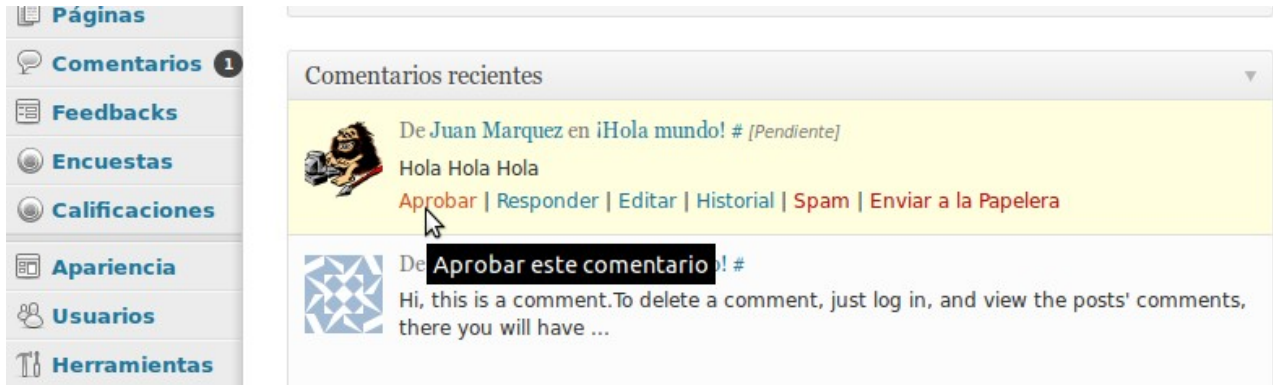 Páginas
Comentarios 1
Feedbacks
Encuestas
Calificaciones
Apariencia
Usuarios
Herramientas
Comentarios recientes
De Juan Marquez en ¡Hola mundo! # [Pendiente]
Hola Hola Hola
Aprobar | Responder | Editar | Historial | Spam | Enviar a la Papelera
De #
Aprobar este comentario
Hi, this is a comment.To delete a comment, just log in, and view the posts' comments,
there you will have ...